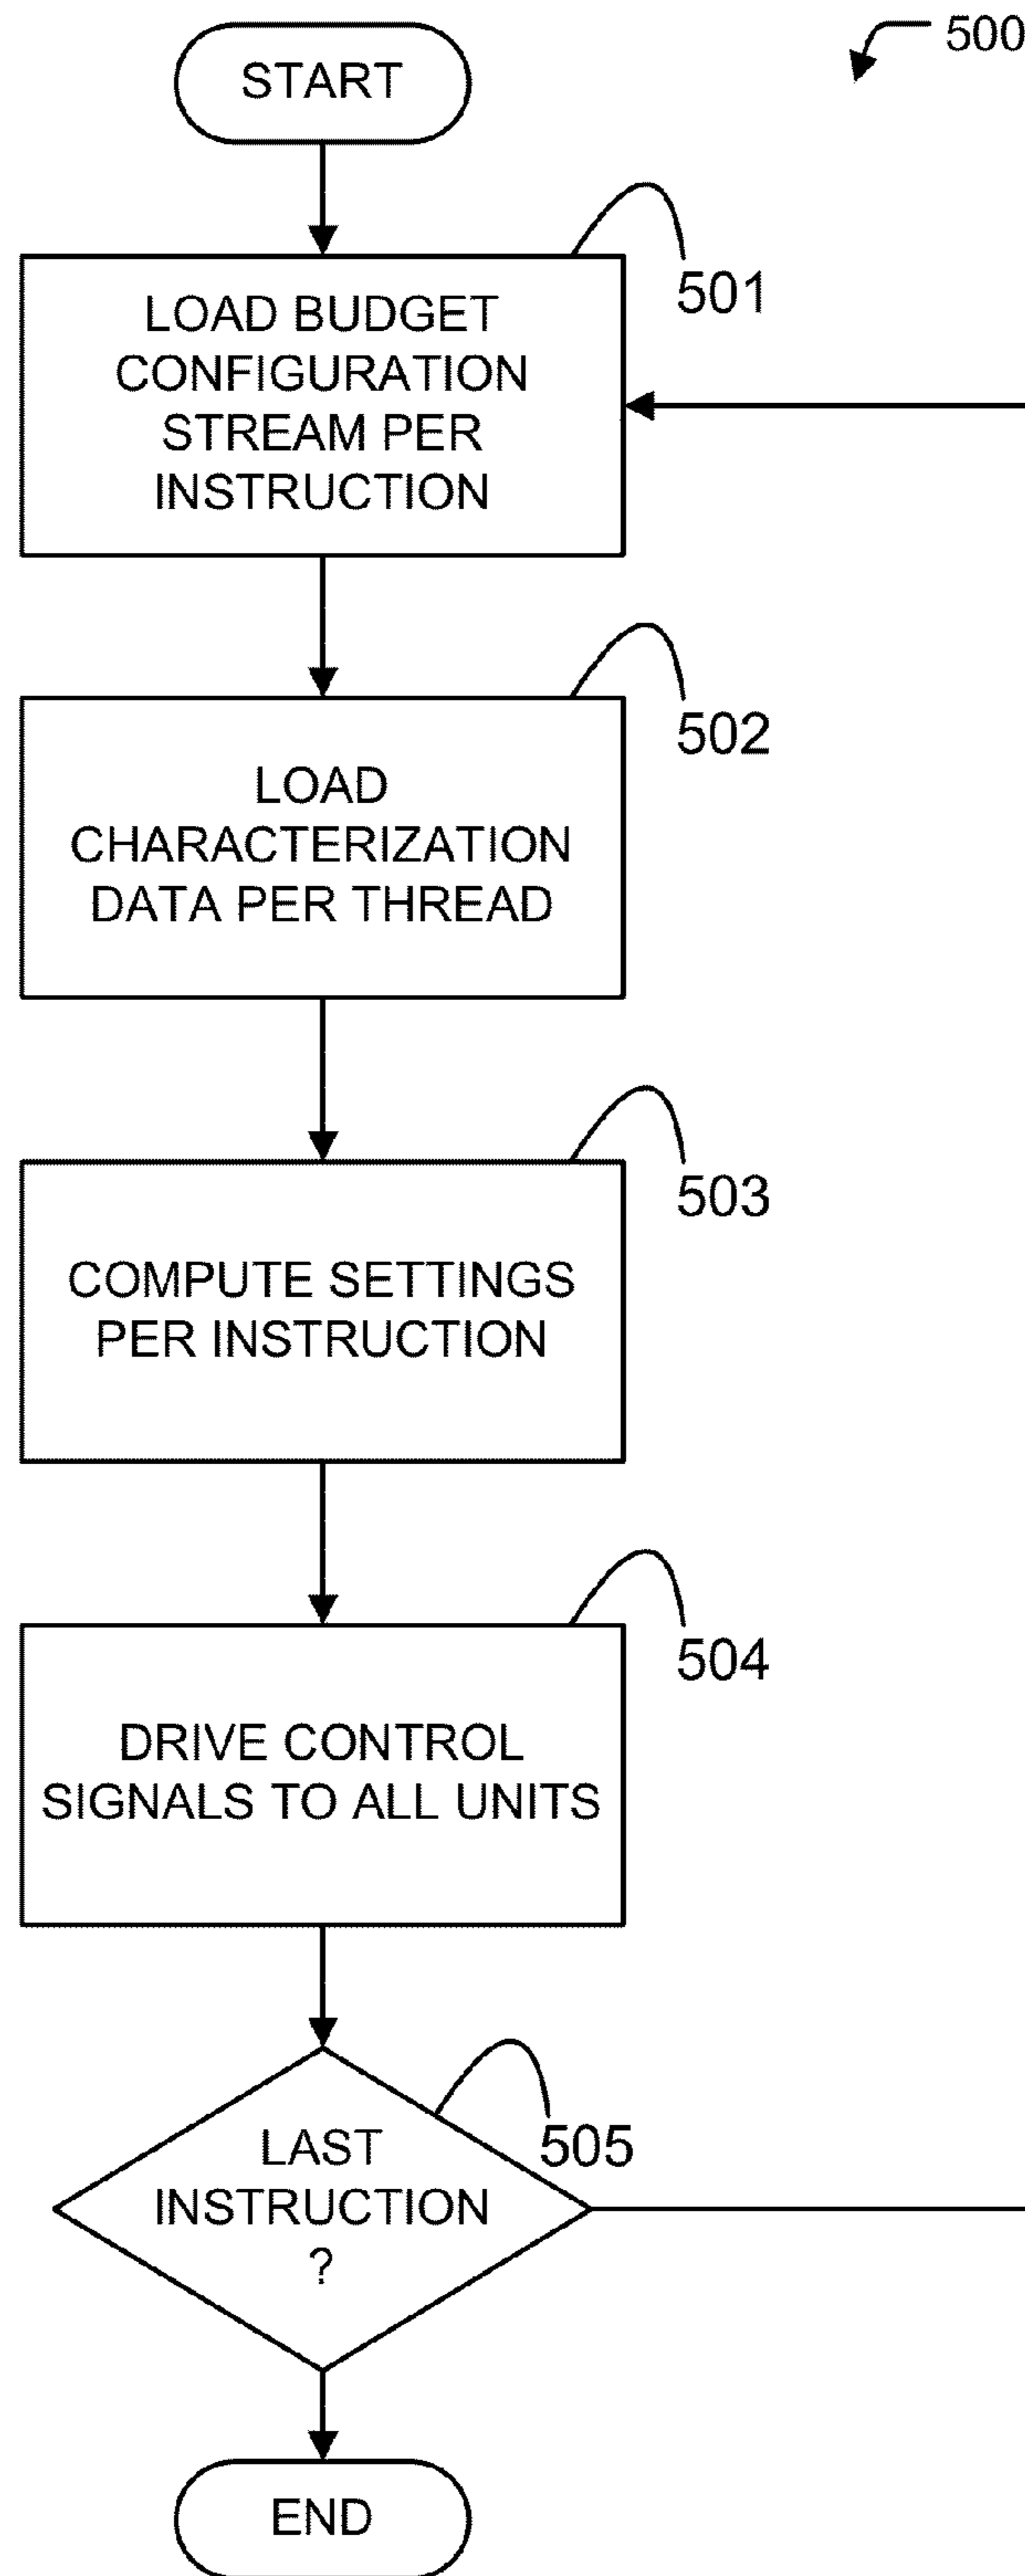 START
500
LOAD BUDGET
CONFIGURATION
STREAM PER
INSTRUCTION
501
LOAD
CHARACTERIZATION
DATA PER THREAD
502
COMPUTE SETTINGS
PER INSTRUCTION
503
DRIVE CONTROL
SIGNALS TO ALL UNITS
504
LAST
INSTRUCTION
?
505
END